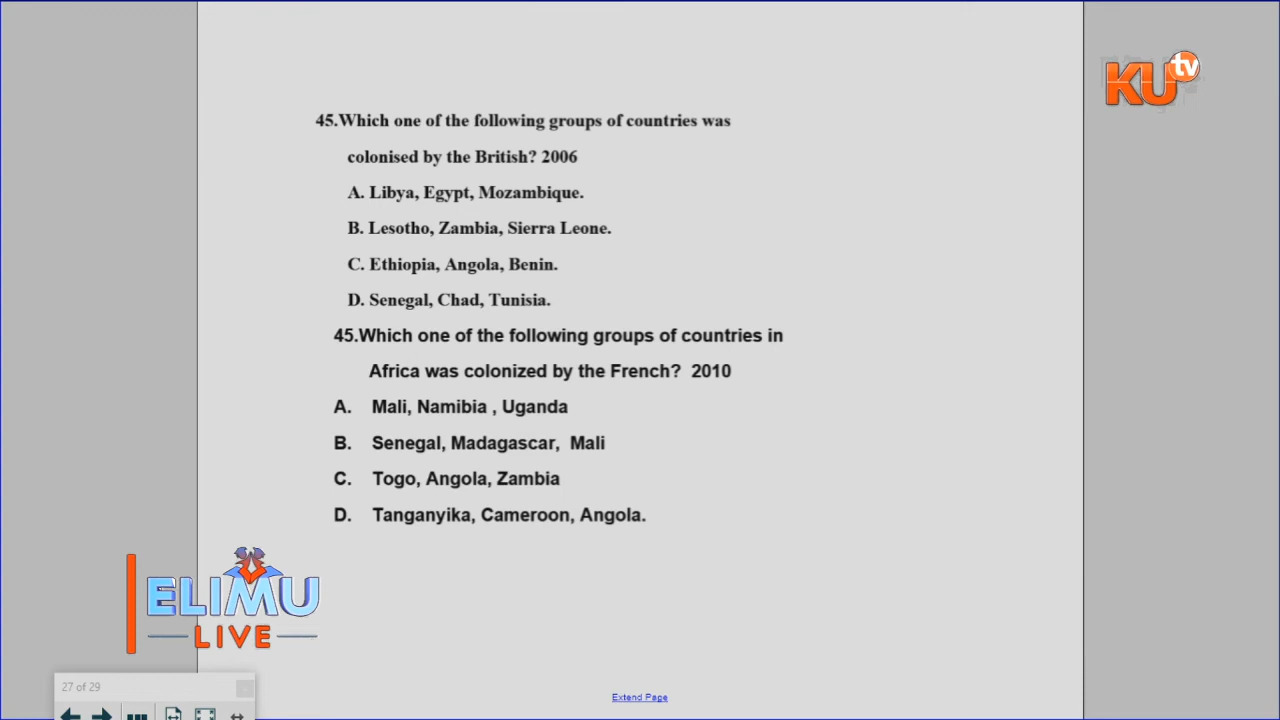 KU tv
45.Which one of the following groups of countries was
colonised by the British? 2006
A. Libya, Egypt, Mozambique.
B. Lesotho, Zambia, Sierra Leone.
C. Ethiopia, Angola, Benin.
D. Senegal, Chad, Tunisia.
45.Which one of the following groups of countries in
Africa was colonized by the French? 2010
A. Mali, Namibia , Uganda
B. Senegal, Madagascar, Mali
C. Togo, Angola, Zambia
D. Tanganyika, Cameroon, Angola.
ELIMU
LIVE
27 of 29
Extend Page